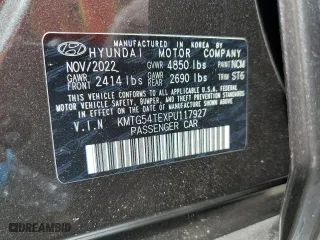 MANUFACTURED IN KOREA BY
HYUNDAI MOTOR COMPANY
NOV/2022 GVWR 4850 lbs PAINT NCM
GAWR FRONT 2414 lbs GAWR REAR 2690 lbs TRIM ST6
THIS VEHICLE CONFORMS TO ALL APPLICABLE U.S.A. FEDERAL
MOTOR VEHICLE SAFETY, BUMPER, AND THEFT PREVENTION
STANDARDS IN EFFECT ON THE DATE OF MANUFACTURE SHOWN ABOVE.
V.I.N KMTG54TEXPU117927
PASSENGER CAR